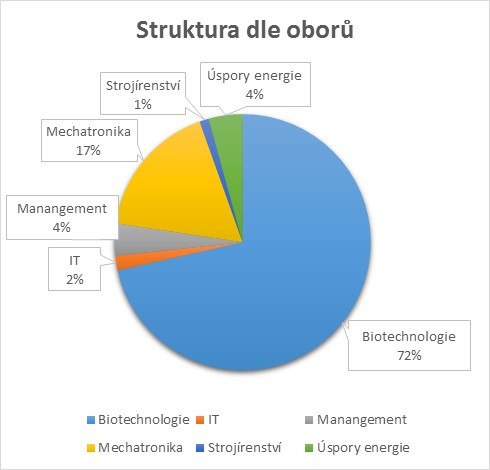 Struktura dle oborů
Úspory energie
4%
Strojírenství
1%
Mechatronika
17%
Manangement
4%
IT
2%
Biotechnologie
72%
Biotechnologie IT Manangement
Mechatronika Strojírenství Úspory energie